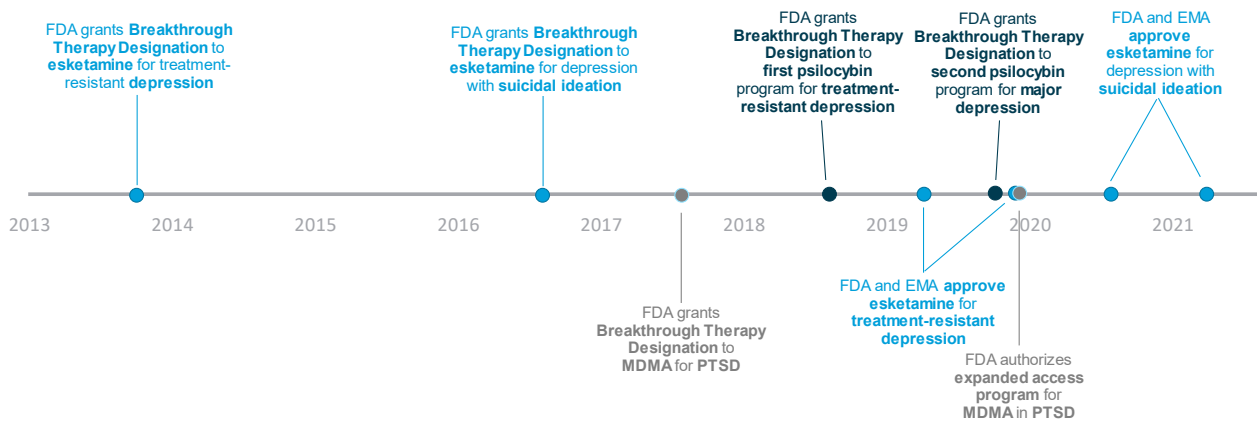 FDA grants Breakthrough
Therapy Designation to
esketamine for treatment-
resistant depression
FDA grants Breakthrough
Therapy Designation to
esketamine for depression
with suicidal ideation
FDA grants
Breakthrough Therapy
Designation to
first psilocybin
program for treatment-
resistant depression
FDA grants
Breakthrough Therapy
Designation to
second psilocybin
program for major
depression
FDA and EMA
approve
esketamine for
depression with
suicidal ideation
2013
2014
2015
2016
2017
2018
2019
2020
2021
FDA grants
Breakthrough Therapy
Designation to
MDMA for PTSD
FDA and EMA approve
esketamine for
treatment-resistant
depression
FDA authorizes
expanded access
program for
MDMA in PTSD